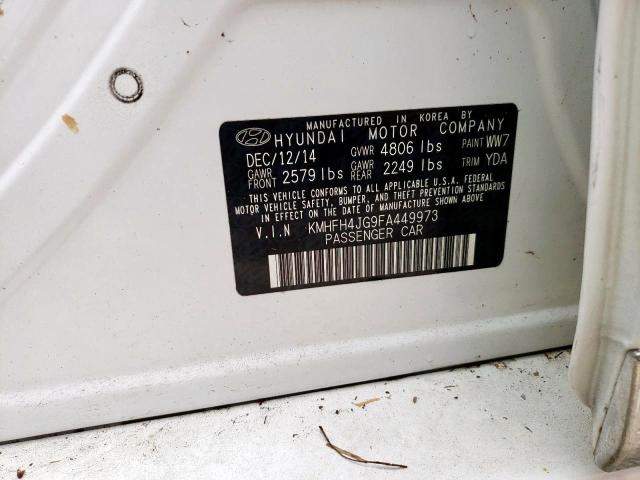 MANUFACTURED IN KOREA BY
HYUNDAI MOTOR COMPANY
DEC/12/14 GVWR 4806 lbs PAINT WW7
GAWR FRONT 2579 lbs GAWR REAR 2249 lbs TRIM YDA
THIS VEHICLE CONFORMS TO ALL APPLICABLE U.S.A. FEDERAL
MOTOR VEHICLE SAFETY, BUMPER, AND THEFT PREVENTION STANDARDS
IN EFFECT ON THE DATE OF MANUFACTURE SHOWN ABOVE
V.I.N KMHFH4JG9FA449973
PASSENGER CAR